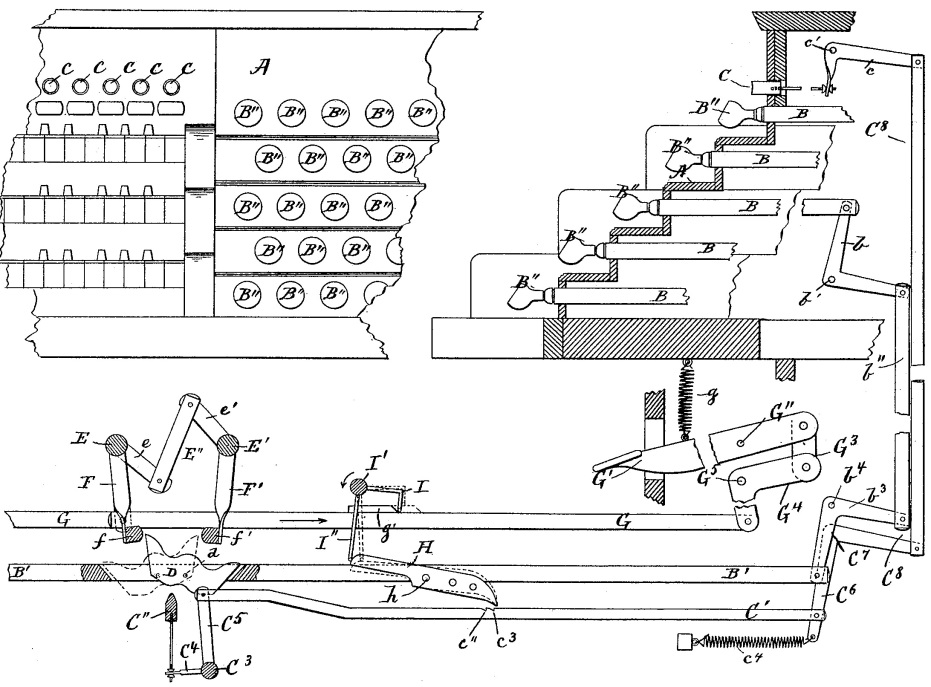 c c c c c
A
B'' B'' B'' B'' B''
B'' B'' B'' B''
B'' B'' B'' B''
B'' B'' B''
B'' B'' B''
c'
c
C
B''
B
C⁸
B''
B
A
B''
B
b
B''
B
b'
B''
B
b''
g
e'
E
e
E''
E'
G''
G³
G'
G⁵
G⁴
F
F'
I'
I
b⁴
b³
G
f
f'
a
g'
G
I''
H
C⁷
C⁸
B'
D
h
B'
C⁶
C''
C⁵
c''
c³
C'
C⁴
C³
c⁴